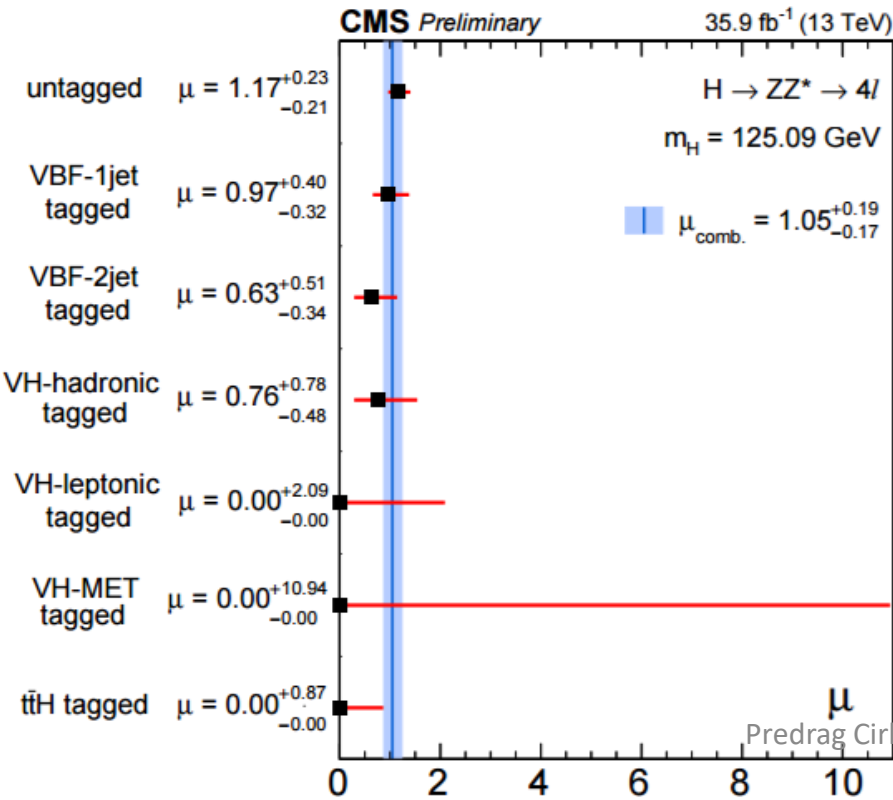 CMS Preliminary 35.9 fb⁻¹ (13 TeV)
untagged μ = 1.17 +0.23 −0.21
H → ZZ* → 4l
m_H = 125.09 GeV
VBF-1jet
tagged
μ = 0.97 +0.40 −0.32
μ_comb. = 1.05 +0.19 −0.17
VBF-2jet
tagged
μ = 0.63 +0.51 −0.34
VH-hadronic
tagged
μ = 0.76 +0.78 −0.48
VH-leptonic
tagged
μ = 0.00 +2.09 −0.00
VH-MET
tagged
μ = 0.00 +10.94 −0.00
tt̄H tagged μ = 0.00 +0.87 −0.00
μ
Predrag
0 2 4 6 8 10